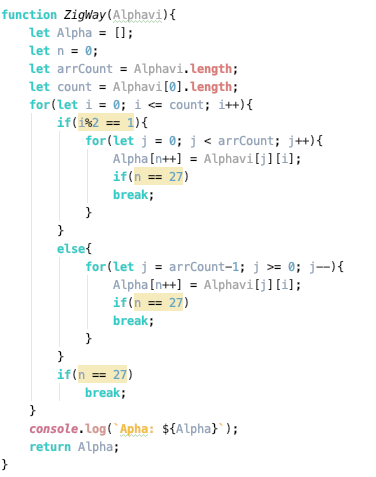 function ZigWay(Alphavi){
    let Alpha = [];
    let n = 0;
    let arrCount = Alphavi.length;
    let count = Alphavi[0].length;
    for(let i = 0; i <= count; i++){
        if(i%2 == 1){
            for(let j = 0; j < arrCount; j++){
                Alpha[n++] = Alphavi[j][i];
                if(n == 27)
                break;
            }
        }
        else{
            for(let j = arrCount-1; j >= 0; j--){
                Alpha[n++] = Alphavi[j][i];
                if(n == 27)
                break;
            }
        }
        if(n == 27)
            break;
    }
    console.log(`Apha: ${Alpha}`);
    return Alpha;
}